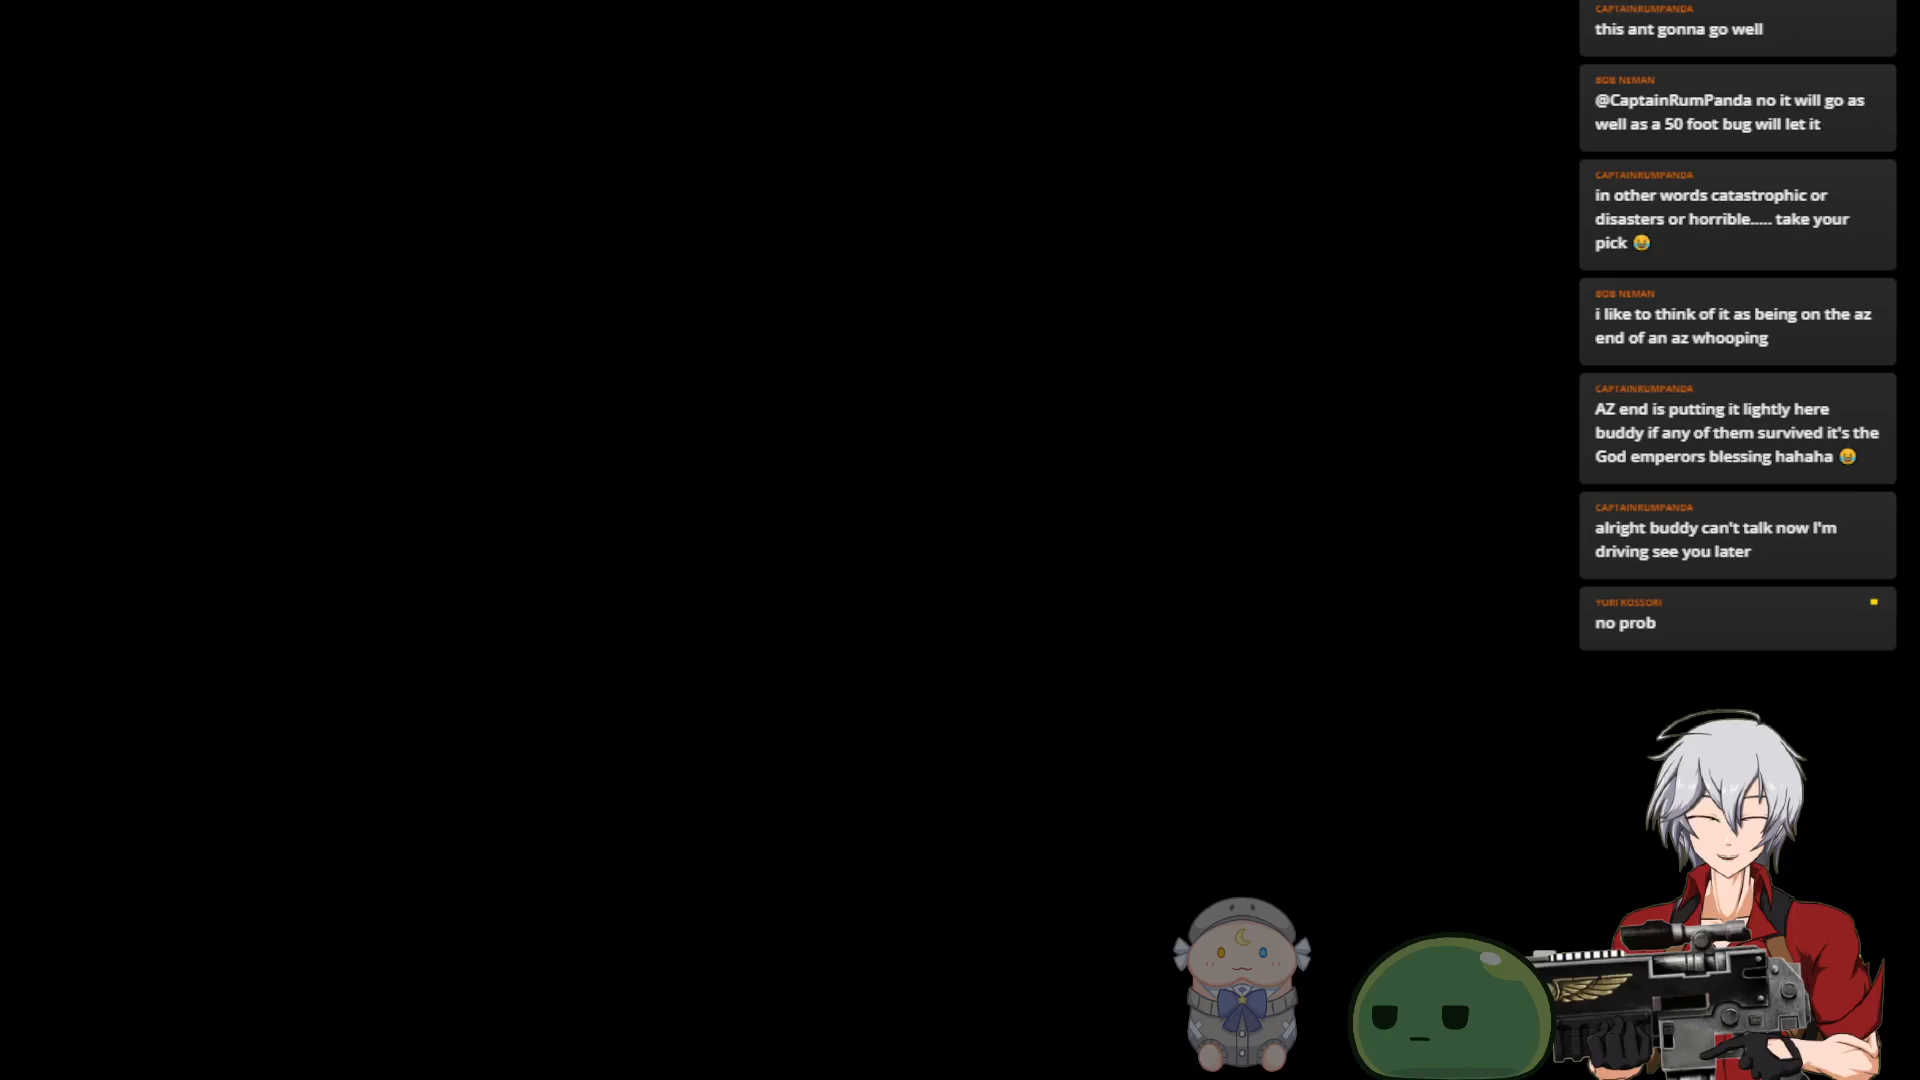 CAPTAINRUMPANDA
this ant gonna go well
BOB NEMAN
@CaptainRumPanda no it will go as
well as a 50 foot bug will let it
CAPTAINRUMPANDA
in other words catastrophic or
disasters or horrible..... take your
pick 😂
BOB NEMAN
i like to think of it as being on the az
end of an az whooping
CAPTAINRUMPANDA
AZ end is putting it lightly here
buddy if any of them survived it's the
God emperors blessing hahaha 😂
CAPTAINRUMPANDA
alright buddy can't talk now I'm
driving see you later
YURI KOSSORI
no prob